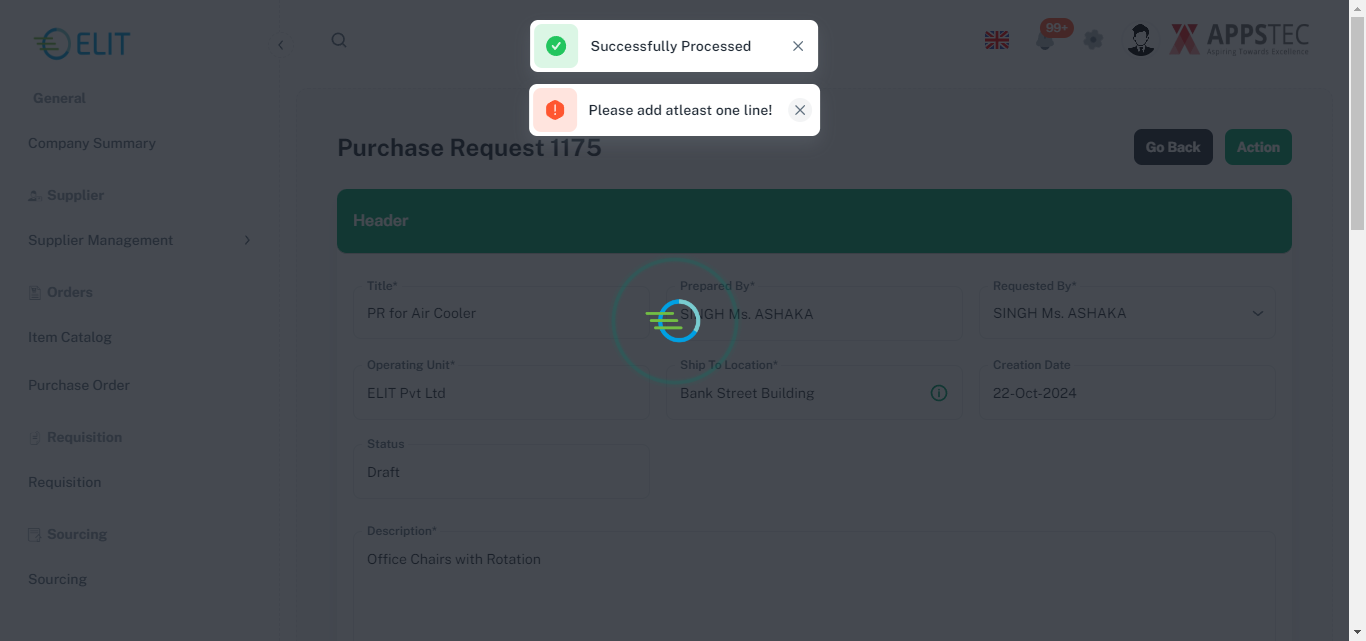 Successfully Processed
Please add atleast one line!
ELIT
99+
APPSTEC
Aspiring Towards Excellence
General
Company Summary
Supplier
Supplier Management
Orders
Item Catalog
Purchase Order
Requisition
Requisition
Sourcing
Sourcing
Purchase Request 1175
Go Back
Action
Header
Title*
PR for Air Cooler
Prepared By*
SINGH Ms. ASHAKA
Requested By*
SINGH Ms. ASHAKA
Operating Unit*
ELIT Pvt Ltd
Ship To Location*
Bank Street Building
Creation Date
22-Oct-2024
Status
Draft
Description*
Office Chairs with Rotation